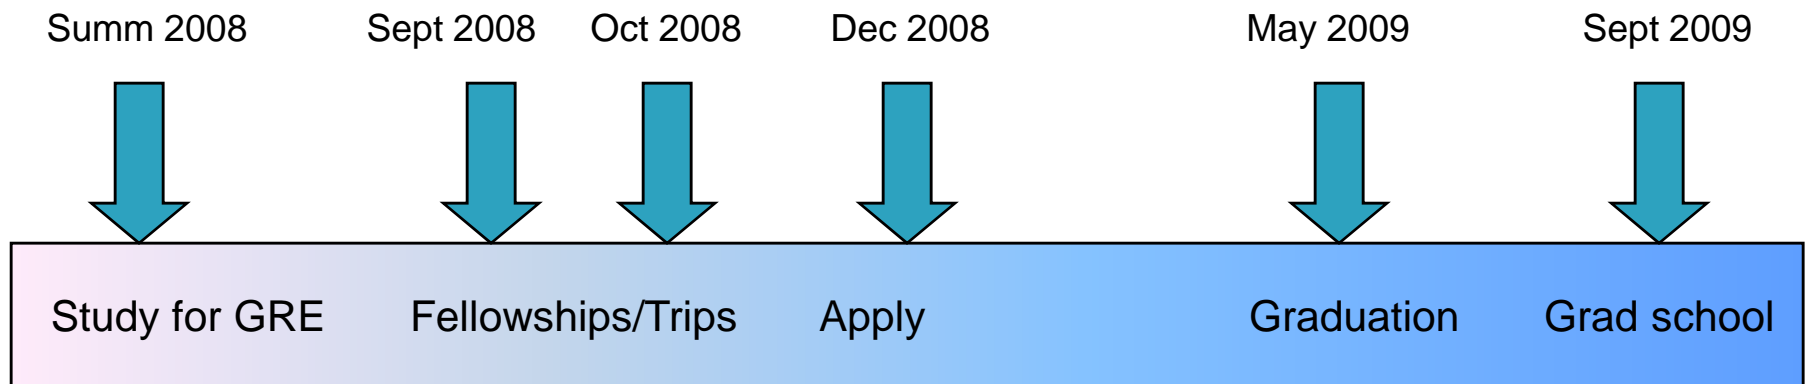 Summ 2008 Sept 2008 Oct 2008 Dec 2008 May 2009 Sept 2009
Study for GRE Fellowships/Trips Apply Graduation Grad school